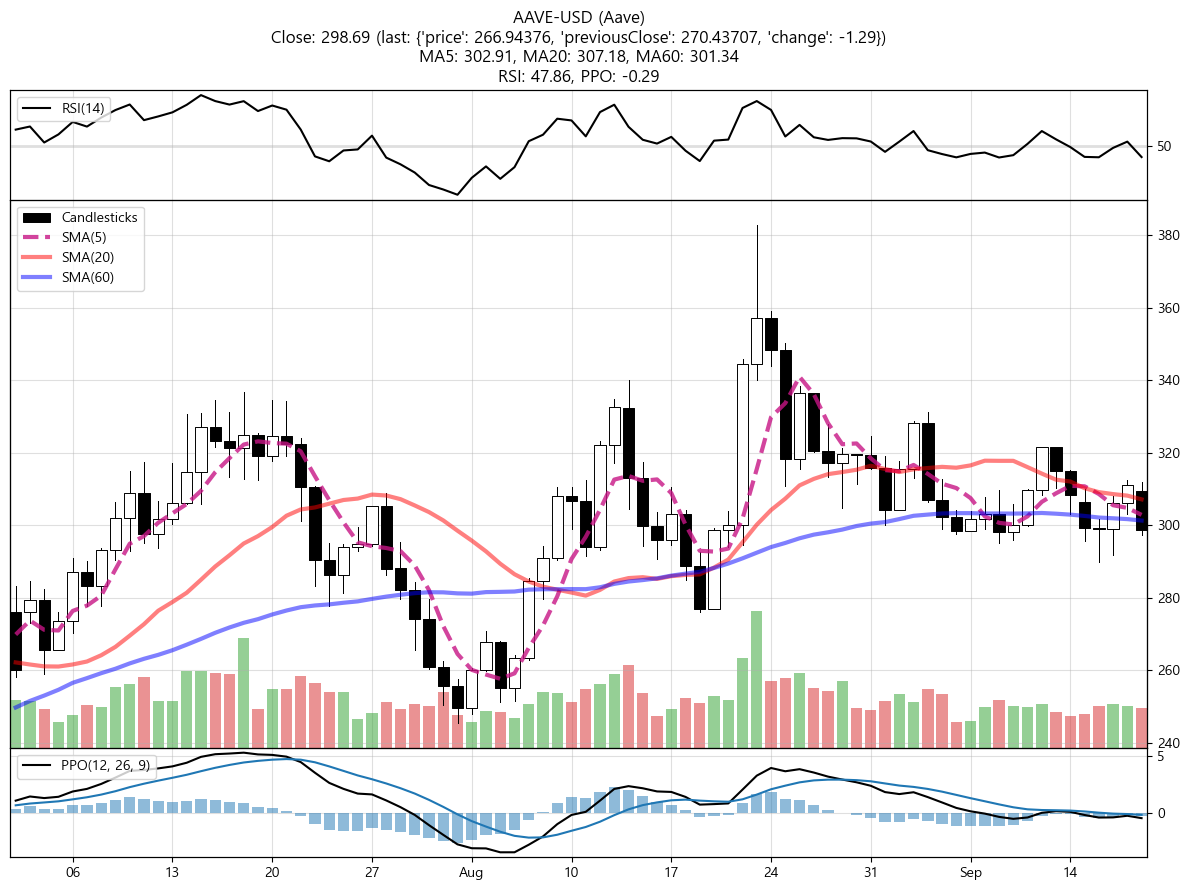 AAVE-USD (Aave)
Close: 298.69 (last: {'price': 266.94376, 'previousClose': 270.43707, 'change': -1.29})
MA5: 302.91, MA20: 307.18, MA60: 301.34
RSI: 47.86, PPO: -0.29
RSI(14)
50
Candlesticks
SMA(5)
SMA(20)
SMA(60)
380
360
340
320
300
280
260
240
PPO(12, 26, 9)
5
0
06 13 20 27 Aug 10 17 24 31 Sep 14